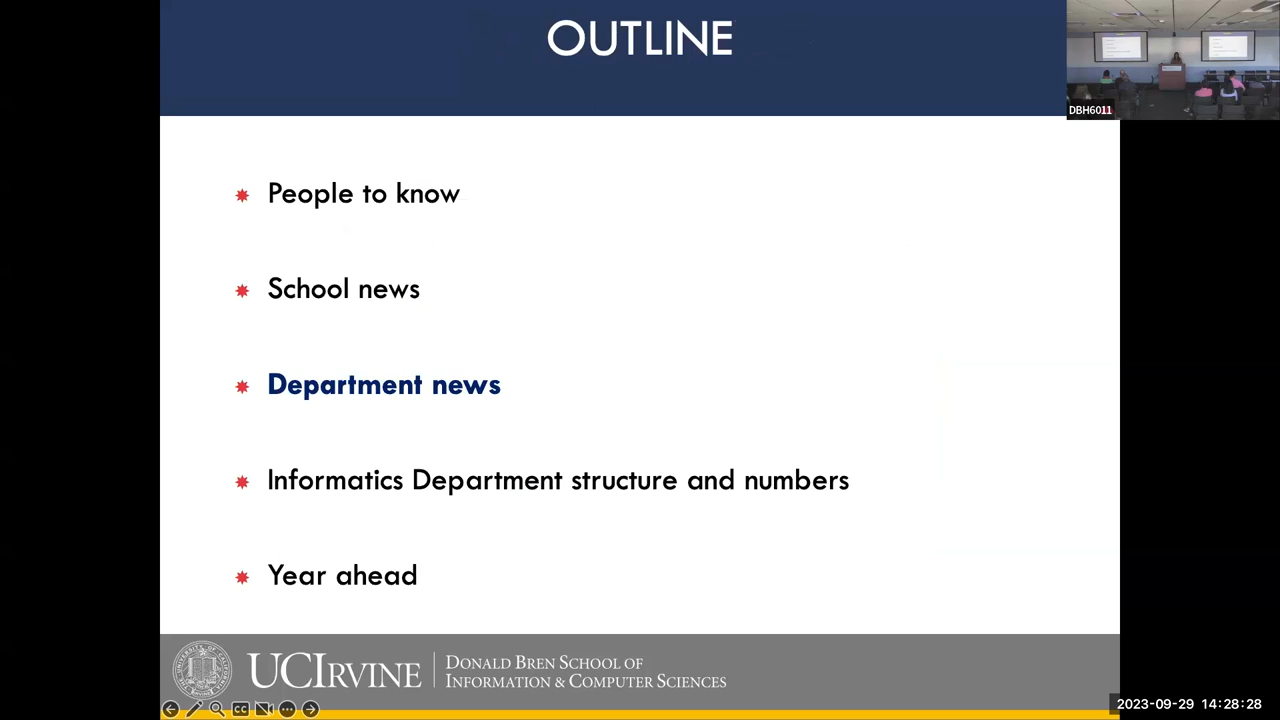 OUTLINE
DBH6011
People to know
School news
Department news
Informatics Department structure and numbers
Year ahead
UCIRVINE
DONALD BREN SCHOOL OF
INFORMATION & COMPUTER SCIENCES
CC
2023-09-29 14:28:28